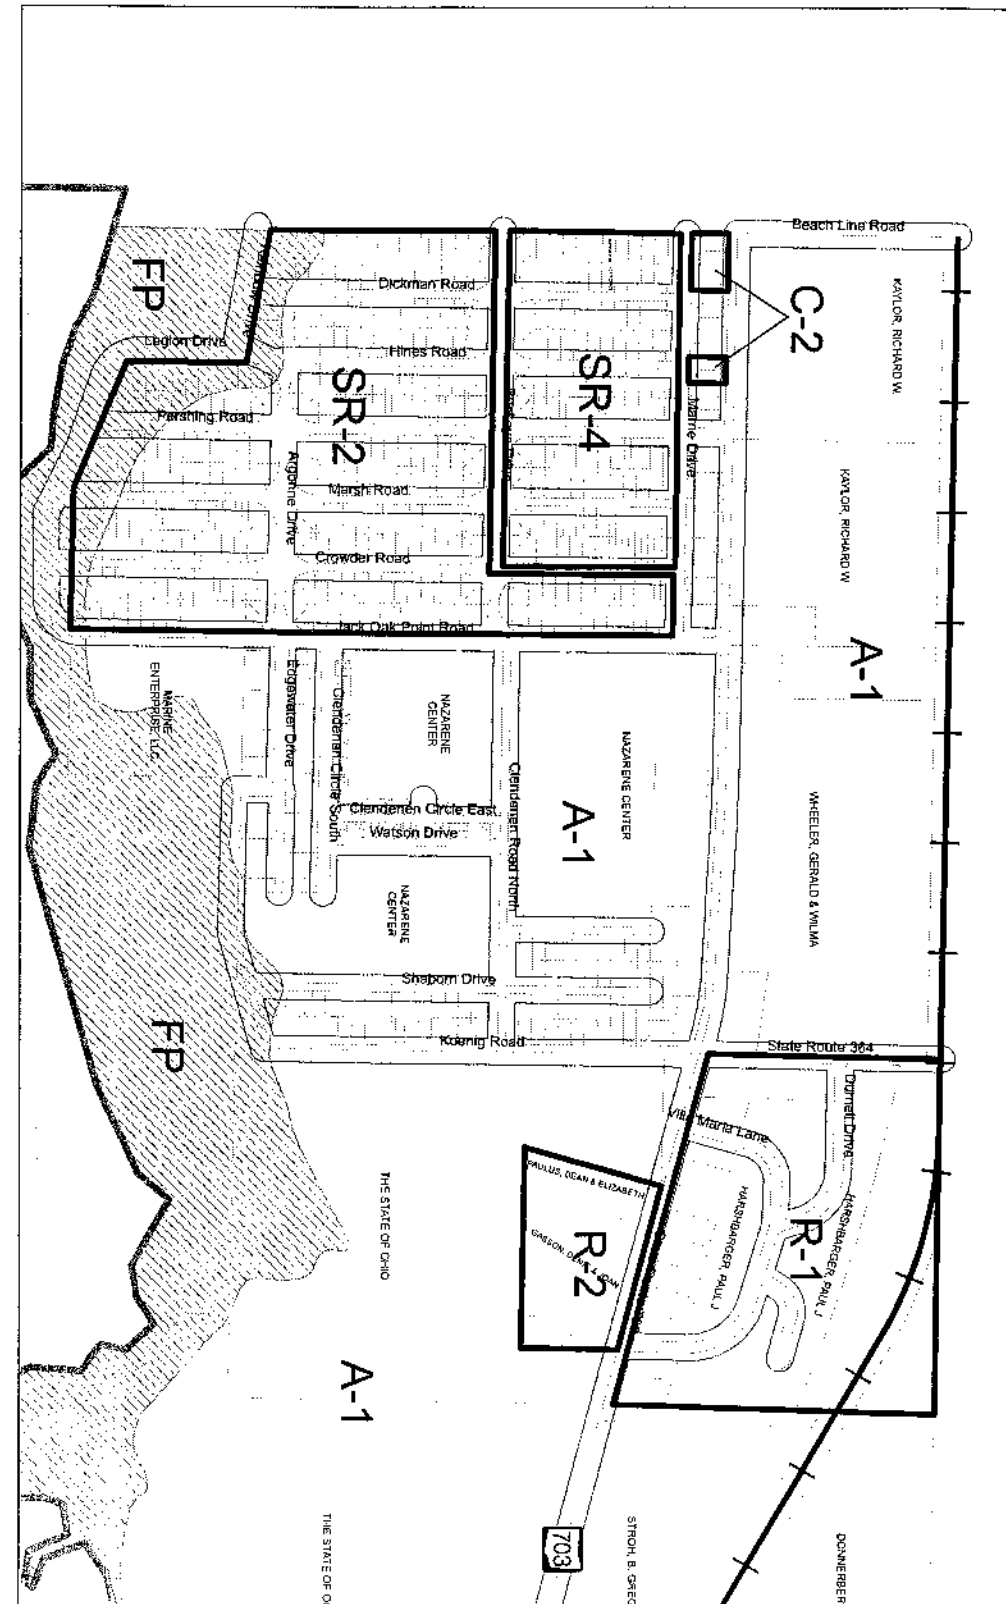 Beach Line Road
KAYLOR, RICHARD W.
FP
Dickman Road
C-2
Legion Drive
Hines Road
SR-2
SR-4
Pershing Road
Marne Drive
Argonne Drive
Marsh Road
KAYLOR, RICHARD W
Crowder Road
Jack Oak Point Road
A-1
MARINE
ENTERPRISE, LLC
Edgewater Drive
Clendenen Circle South
NAZARENE
CENTER
NAZARENE CENTER
Clendenen Road North
Clendenen Circle East
Watson Drive
A-1
WHEELER, GERALD & WILMA
NAZARENE
CENTER
Shaborn Drive
FP
Koenig Road
State Route 364
Durnell Drive
Villa Maria Lane
THE STATE OF OHIO
PAULUS, DEAN & ELIZABETH
R-2
HARSHBARGER, PAUL J
R-1
HARSHBARGER, PAUL J
A-1
THE STATE OF O
703
STROH, B. GREG
DONNERBER